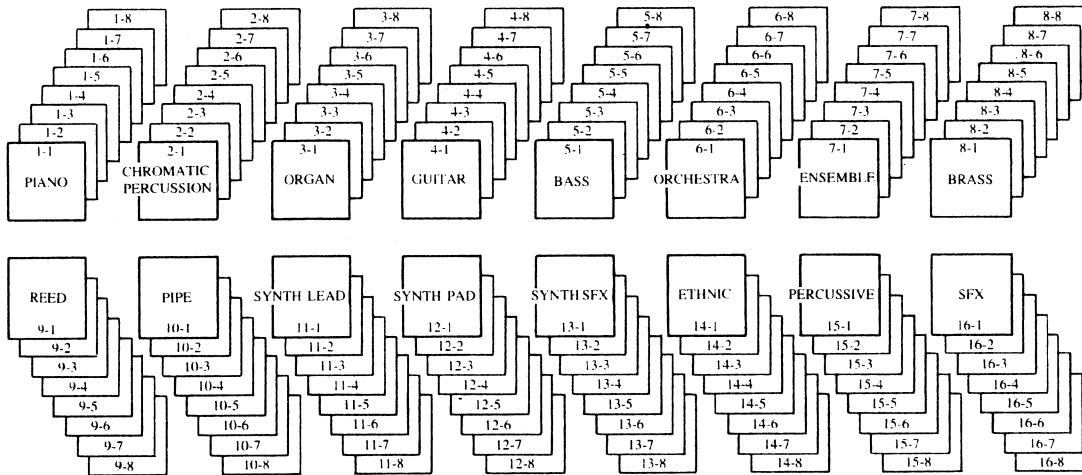 1-8 2-8 3-8 4-8 5-8 6-8 7-8 8-8
1-7 2-7 3-7 4-7 5-7 6-7 7-7 8-7
1-6 2-6 3-6 4-6 5-6 6-6 7-6 8-6
1-5 2-5 3-5 4-5 5-5 6-5 7-5 8-5
1-4 2-4 3-4 4-4 5-4 6-4 7-4 8-4
1-3 2-3 3-3 4-3 5-3 6-3 7-3 8-3
1-2 2-2 3-2 4-2 5-2 6-2 7-2 8-2
1-1 2-1 3-1 4-1 5-1 6-1 7-1 8-1
PIANO CHROMATIC PERCUSSION ORGAN GUITAR BASS ORCHESTRA ENSEMBLE BRASS
REED PIPE SYNTH LEAD SYNTH PAD SYNTH SFX ETHNIC PERCUSSIVE SFX
9-1 10-1 11-1 12-1 13-1 14-1 15-1 16-1
9-2 10-2 11-2 12-2 13-2 14-2 15-2 16-2
9-3 10-3 11-3 12-3 13-3 14-3 15-3 16-3
9-4 10-4 11-4 12-4 13-4 14-4 15-4 16-4
9-5 10-5 11-5 12-5 13-5 14-5 15-5 16-5
9-6 10-6 11-6 12-6 13-6 14-6 15-6 16-6
9-7 10-7 11-7 12-7 13-7 14-7 15-7 16-7
9-8 10-8 11-8 12-8 13-8 14-8 15-8 16-8